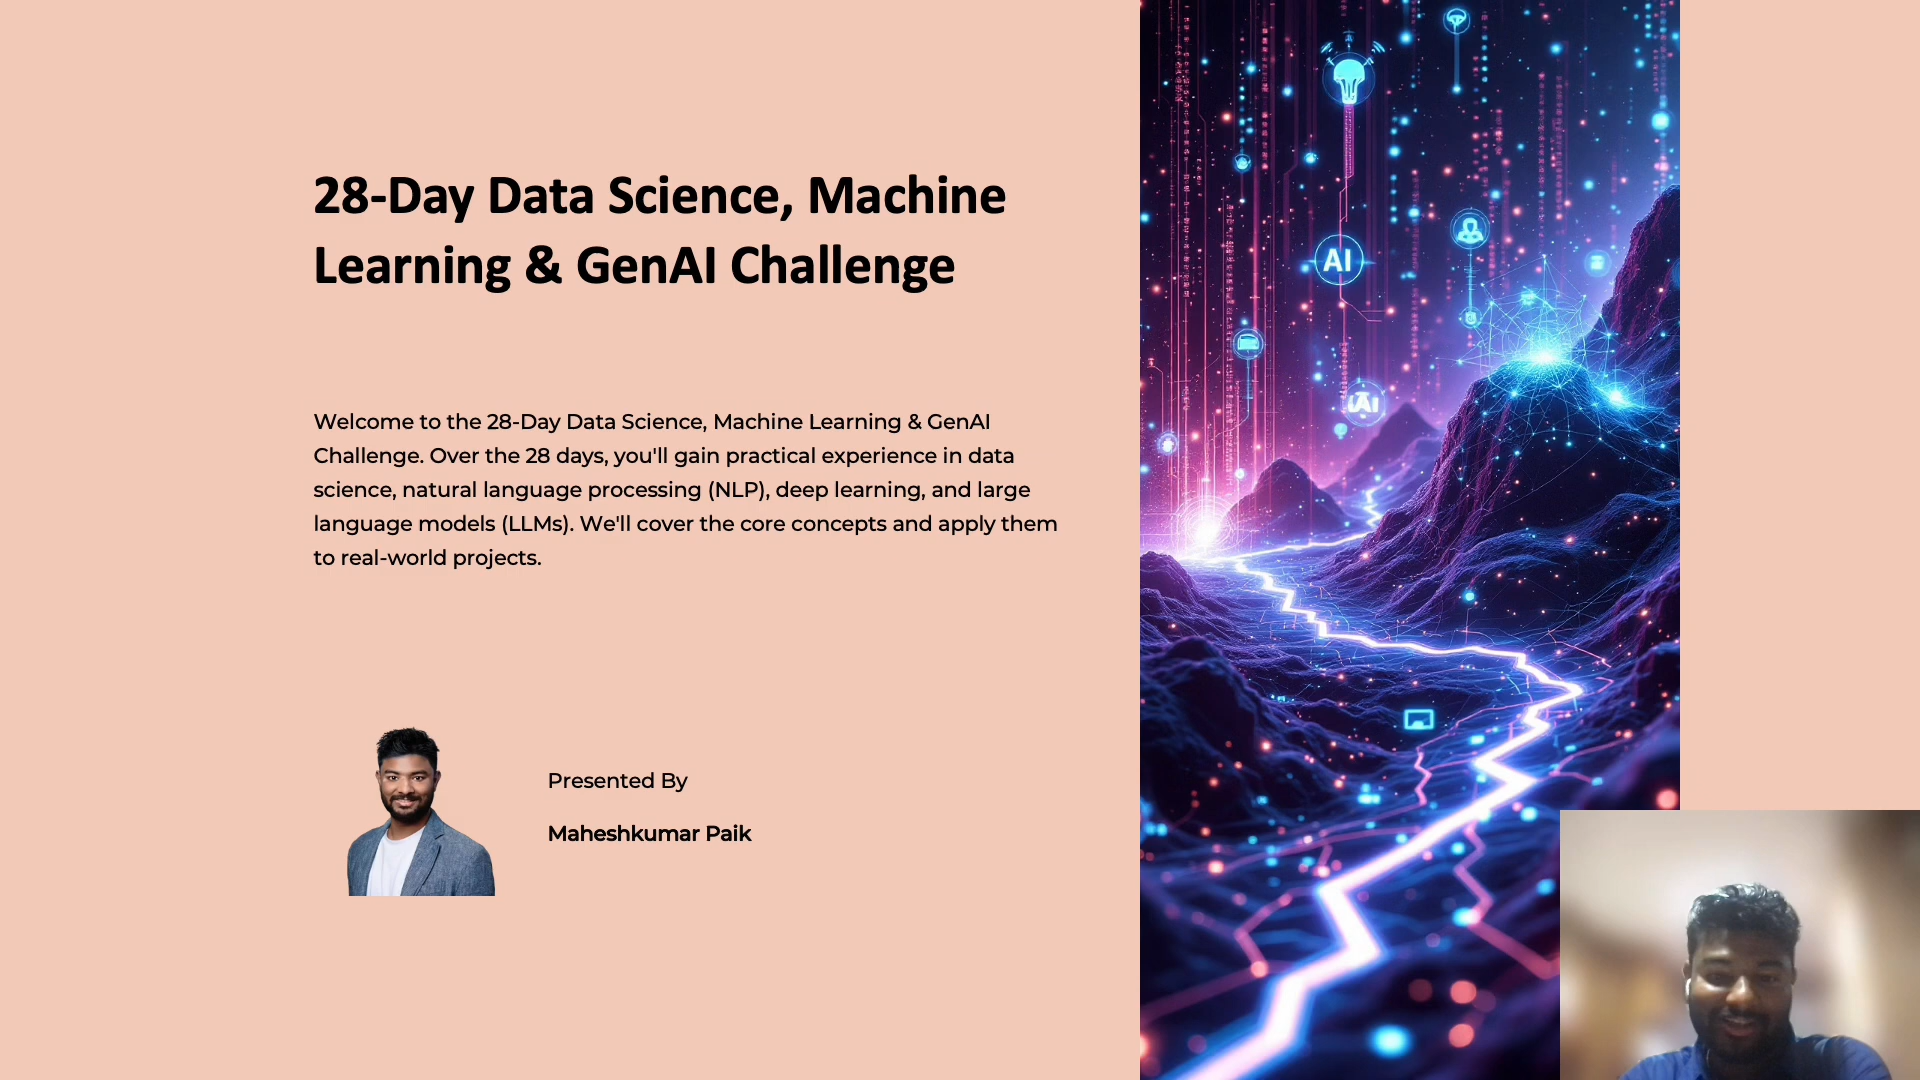 28-Day Data Science, Machine
Learning & GenAI Challenge
Welcome to the 28-Day Data Science, Machine Learning & GenAI
Challenge. Over the 28 days, you'll gain practical experience in data
science, natural language processing (NLP), deep learning, and large
language models (LLMs). We'll cover the core concepts and apply them
to real-world projects.
Presented By
Maheshkumar Paik
AI
AI